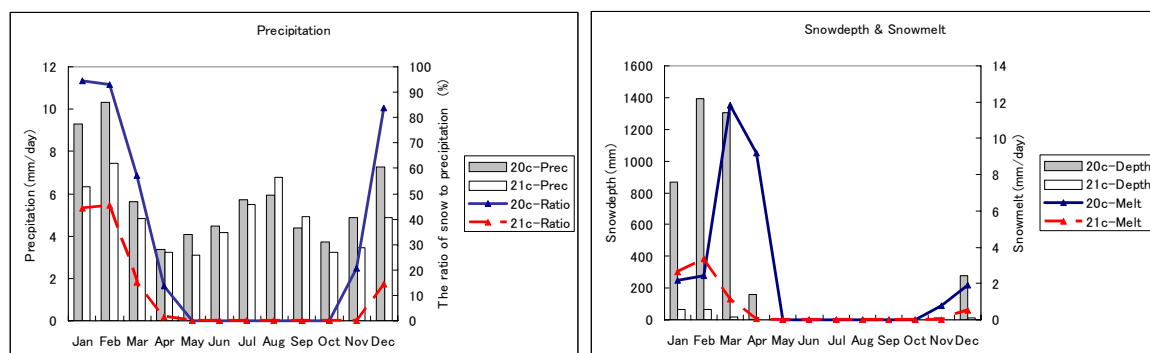 Precipitation
12
10
8
6
4
2
0
Precpitation(mm/day)
100
90
80
70
60
50
40
30
20
10
0
The ratio of snow to precipitation (%)
Jan Feb Mar Apr May Jun Jul Aug Sep Oct Nov Dec
20c-Prec
21c-Prec
20c-Ratio
21c-Ratio
Snowdepth & Snowmelt
1600
1400
1200
1000
800
600
400
200
0
Snowdepth(mm)
14
12
10
8
6
4
2
0
Snowmelt(mm/day)
Jan Feb Mar Apr May Jun Jul Aug Sep Oct Nov Dec
20c-Depth
21c-Depth
20c-Melt
21c-Melt